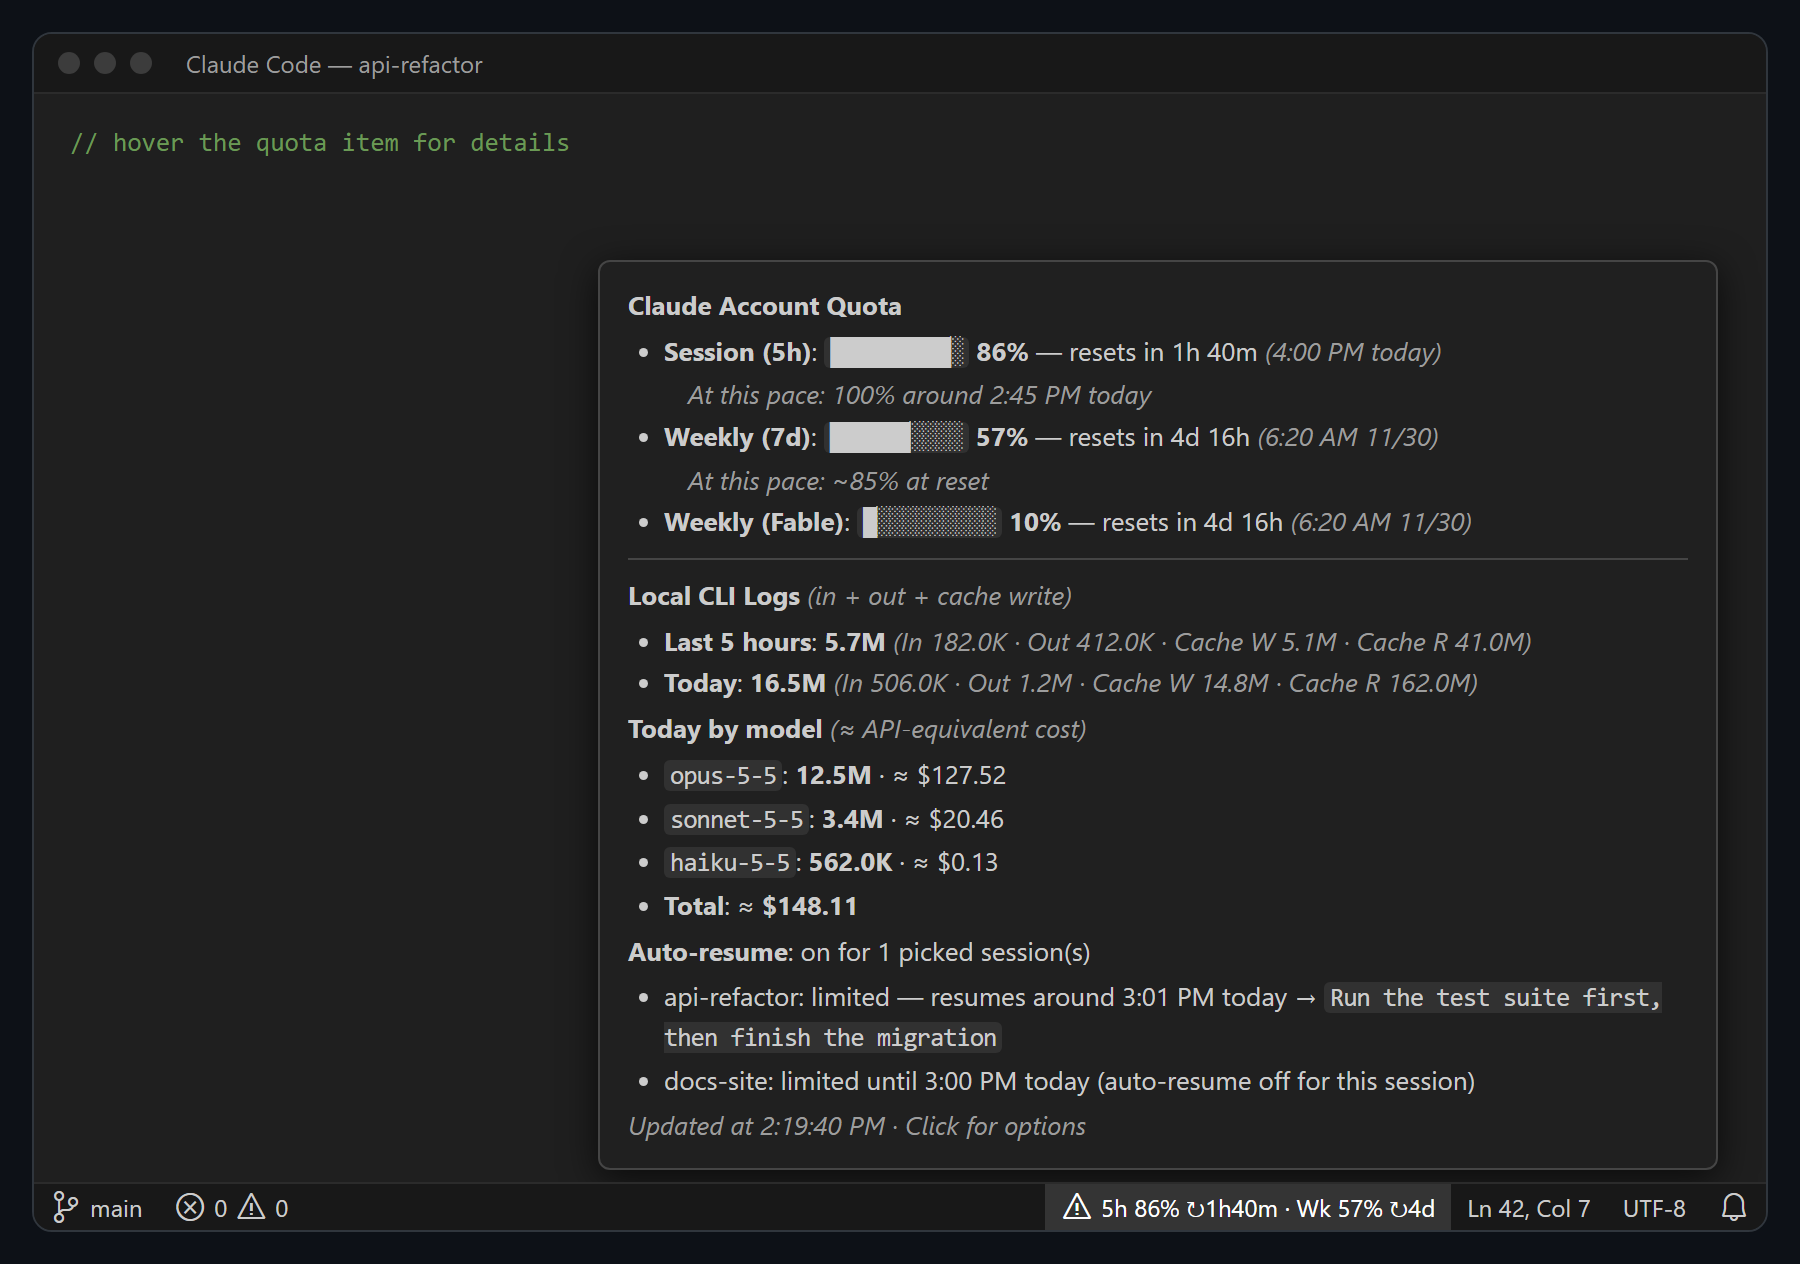 Claude Code — api-refactor
// hover the quota item for details
Claude Account Quota
• Session (5h): █████████░ 86% — resets in 1h 40m (4:00 PM today)
At this pace: 100% around 2:45 PM today
• Weekly (7d): ██████░░░░ 57% — resets in 4d 16h (6:20 AM 11/30)
At this pace: ~85% at reset
• Weekly (Fable): █░░░░░░░░░ 10% — resets in 4d 16h (6:20 AM 11/30)
Local CLI Logs (in + out + cache write)
• Last 5 hours: 5.7M (In 182.0K · Out 412.0K · Cache W 5.1M · Cache R 41.0M)
• Today: 16.5M (In 506.0K · Out 1.2M · Cache W 14.8M · Cache R 162.0M)
Today by model (≈ API-equivalent cost)
• opus-5-5: 12.5M · ≈ $127.52
• sonnet-5-5: 3.4M · ≈ $20.46
• haiku-5-5: 562.0K · ≈ $0.13
• Total: ≈ $148.11
Auto-resume: on for 1 picked session(s)
• api-refactor: limited — resumes around 3:01 PM today → Run the test suite first,
then finish the migration
• docs-site: limited until 3:00 PM today (auto-resume off for this session)
Updated at 2:19:40 PM · Click for options
main 0 0 5h 86% ↻1h40m · Wk 57% ↻4d Ln 42, Col 7 UTF-8